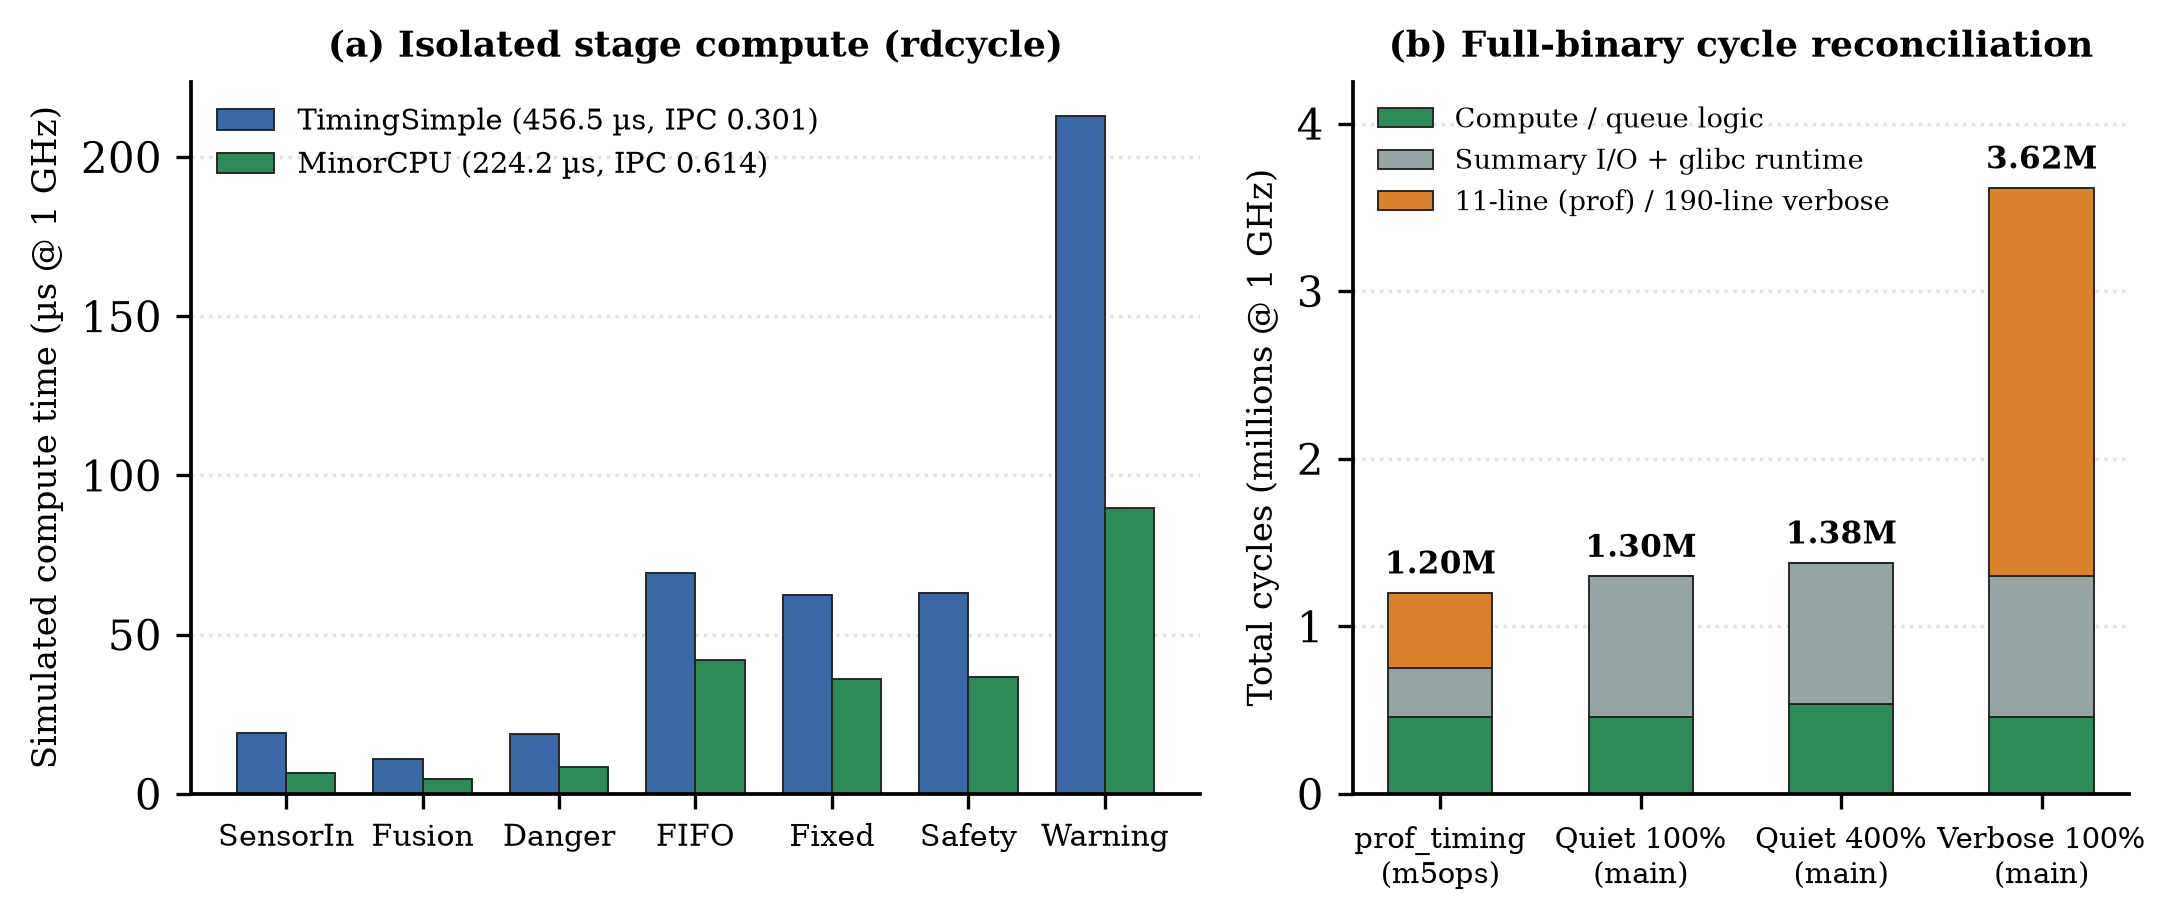 (a) Isolated stage compute (rdcycle)
Simulated compute time (µs @ 1 GHz)
TimingSimple (456.5 µs, IPC 0.301)
MinorCPU (224.2 µs, IPC 0.614)
200
150
100
50
0
SensorIn Fusion Danger FIFO Fixed Safety Warning
(b) Full-binary cycle reconciliation
Total cycles (millions @ 1 GHz)
Compute / queue logic
Summary I/O + glibc runtime
11-line (prof) / 190-line verbose
4
3
2
1
0
1.20M
1.30M
1.38M
3.62M
prof_timing
(m5ops)
Quiet 100%
(main)
Quiet 400%
(main)
Verbose 100%
(main)